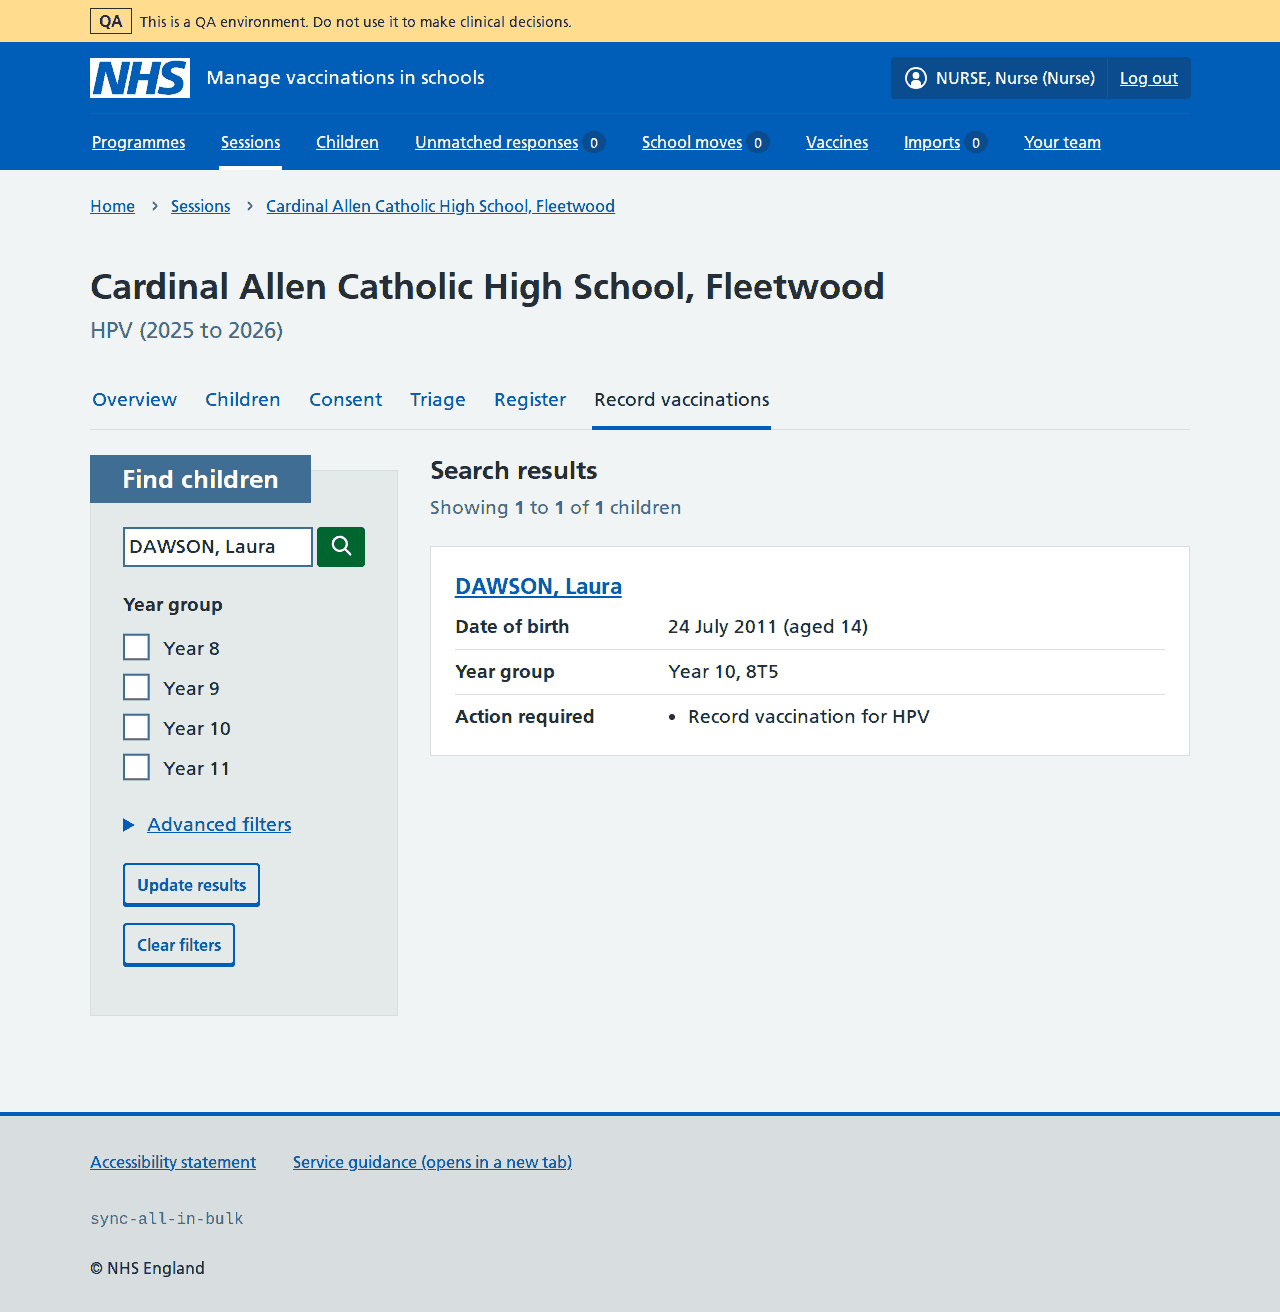 QA This is a QA environment. Do not use it to make clinical decisions.
NHS Manage vaccinations in schools NURSE, Nurse (Nurse) Log out
Programmes Sessions Children Unmatched responses 0 School moves 0 Vaccines Imports 0 Your team
Home Sessions Cardinal Allen Catholic High School, Fleetwood
Cardinal Allen Catholic High School, Fleetwood
HPV (2025 to 2026)
Overview Children Consent Triage Register Record vaccinations
Find children
DAWSON, Laura
Year group
Year 8
Year 9
Year 10
Year 11
Advanced filters
Update results
Clear filters
Search results
Showing 1 to 1 of 1 children
DAWSON, Laura
Date of birth 24 July 2011 (aged 14)
Year group Year 10, 8T5
Action required • Record vaccination for HPV
Accessibility statement Service guidance (opens in a new tab)
sync-all-in-bulk
© NHS England